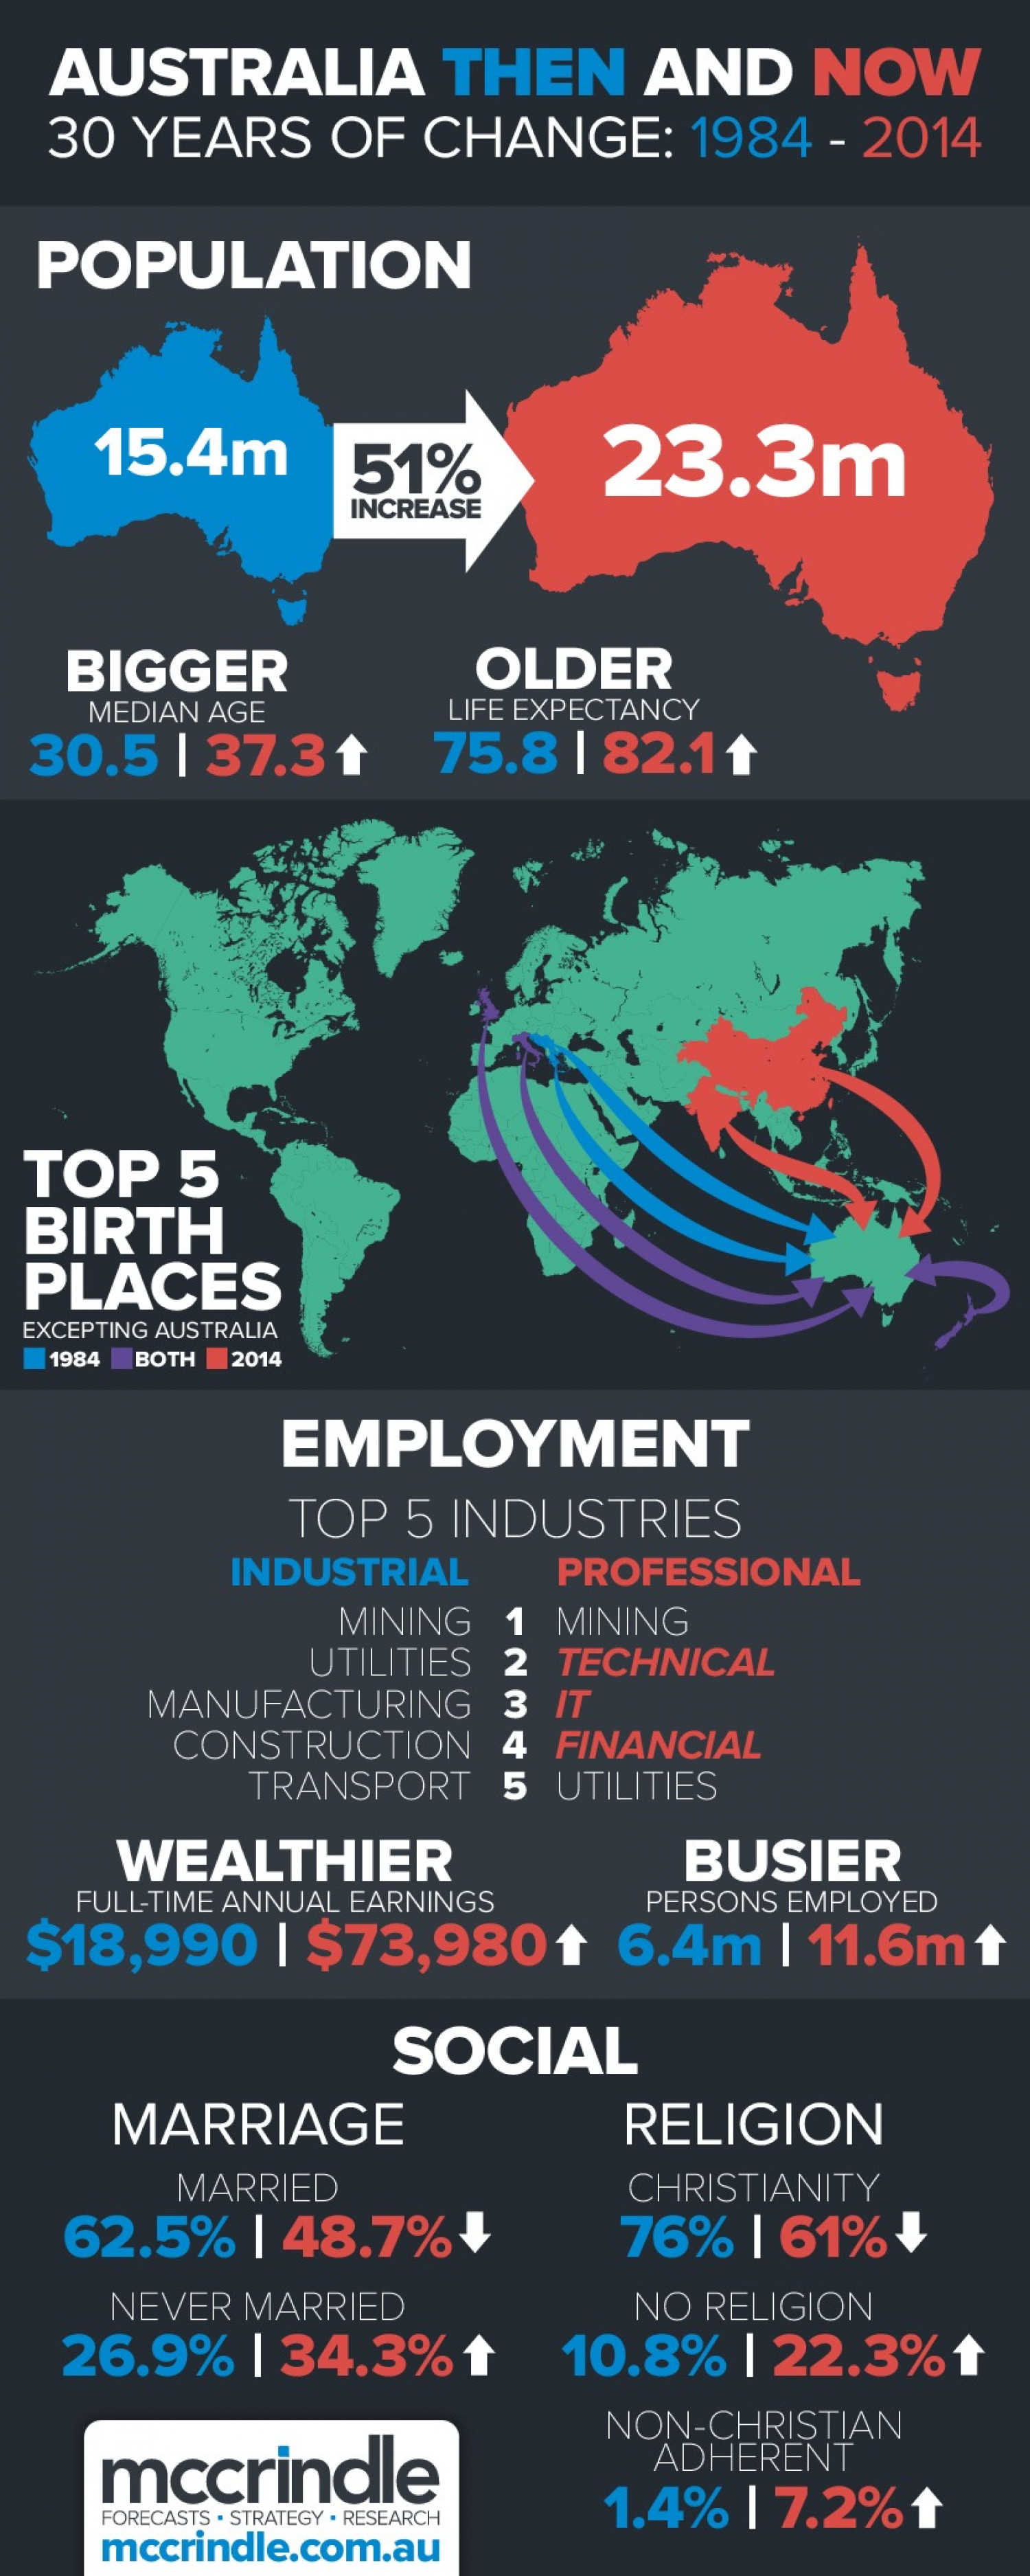 AUSTRALIA THEN AND NOW
30 YEARS OF CHANGE: 1984 - 2014
POPULATION
15.4m
51%
INCREASE
23.3m
BIGGER
MEDIAN AGE
30.5 | 37.3
OLDER
LIFE EXPECTANCY
75.8 | 82.1
TOP 5
BIRTH
PLACES
EXCEPTING AUSTRALIA
1984 BOTH 2014
EMPLOYMENT
TOP 5 INDUSTRIES
INDUSTRIAL PROFESSIONAL
MINING 1 MINING
UTILITIES 2 TECHNICAL
MANUFACTURING 3 IT
CONSTRUCTION 4 FINANCIAL
TRANSPORT 5 UTILITIES
WEALTHIER
FULL-TIME ANNUAL EARNINGS
$18,990 | $73,980
BUSIER
PERSONS EMPLOYED
6.4m | 11.6m
SOCIAL
MARRIAGE
MARRIED
62.5% | 48.7%
NEVER MARRIED
26.9% | 34.3%
RELIGION
CHRISTIANITY
76% | 61%
NO RELIGION
10.8% | 22.3%
NON-CHRISTIAN
ADHERENT
1.4% | 7.2%
mccrindle
FORECASTS • STRATEGY • RESEARCH
mccrindle.com.au